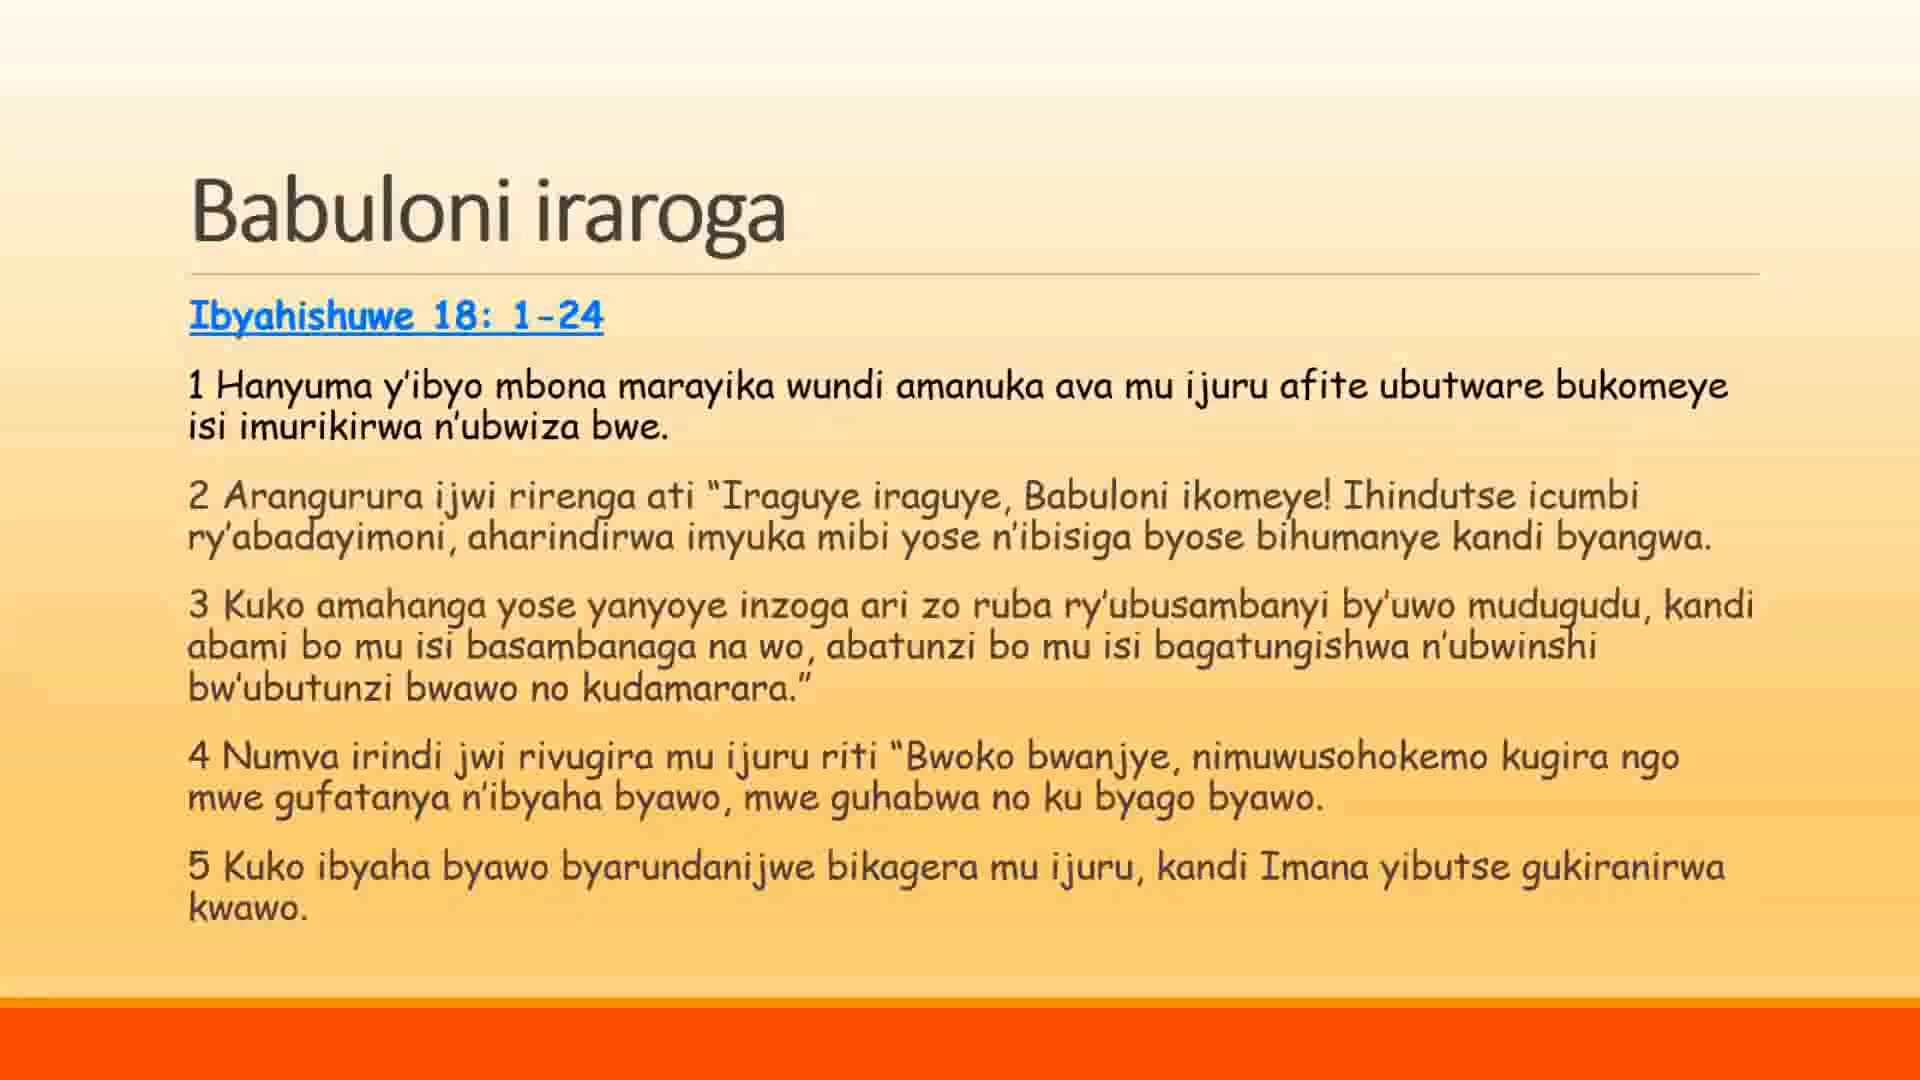 Babuloni iraroga
Ibyahishuwe 18: 1-24
1 Hanyuma y’ibyo mbona marayika wundi amanuka ava mu ijuru afite ubutware bukomeye
isi imurikirwa n’ubwiza bwe.
2 Arangurura ijwi rirenga ati “Iraguye iraguye, Babuloni ikomeye! Ihindutse icumbi
ry’abadayimoni, aharindirwa imyuka mibi yose n’ibisiga byose bihumanye kandi byangwa.
3 Kuko amahanga yose yanyoye inzoga ari zo ruba ry’ubusambanyi by’uwo mudugudu, kandi
abami bo mu isi basambanaga na wo, abatunzi bo mu isi bagatungishwa n’ubwinshi
bw’ubutunzi bwawo no kudamarara.”
4 Numva irindi jwi rivugira mu ijuru riti “Bwoko bwanjye, nimuwusohokemo kugira ngo
mwe gufatanya n’ibyaha byawo, mwe guhabwa no ku byago byawo.
5 Kuko ibyaha byawo byarundanijwe bikagera mu ijuru, kandi Imana yibutse gukiranirwa
kwawo.